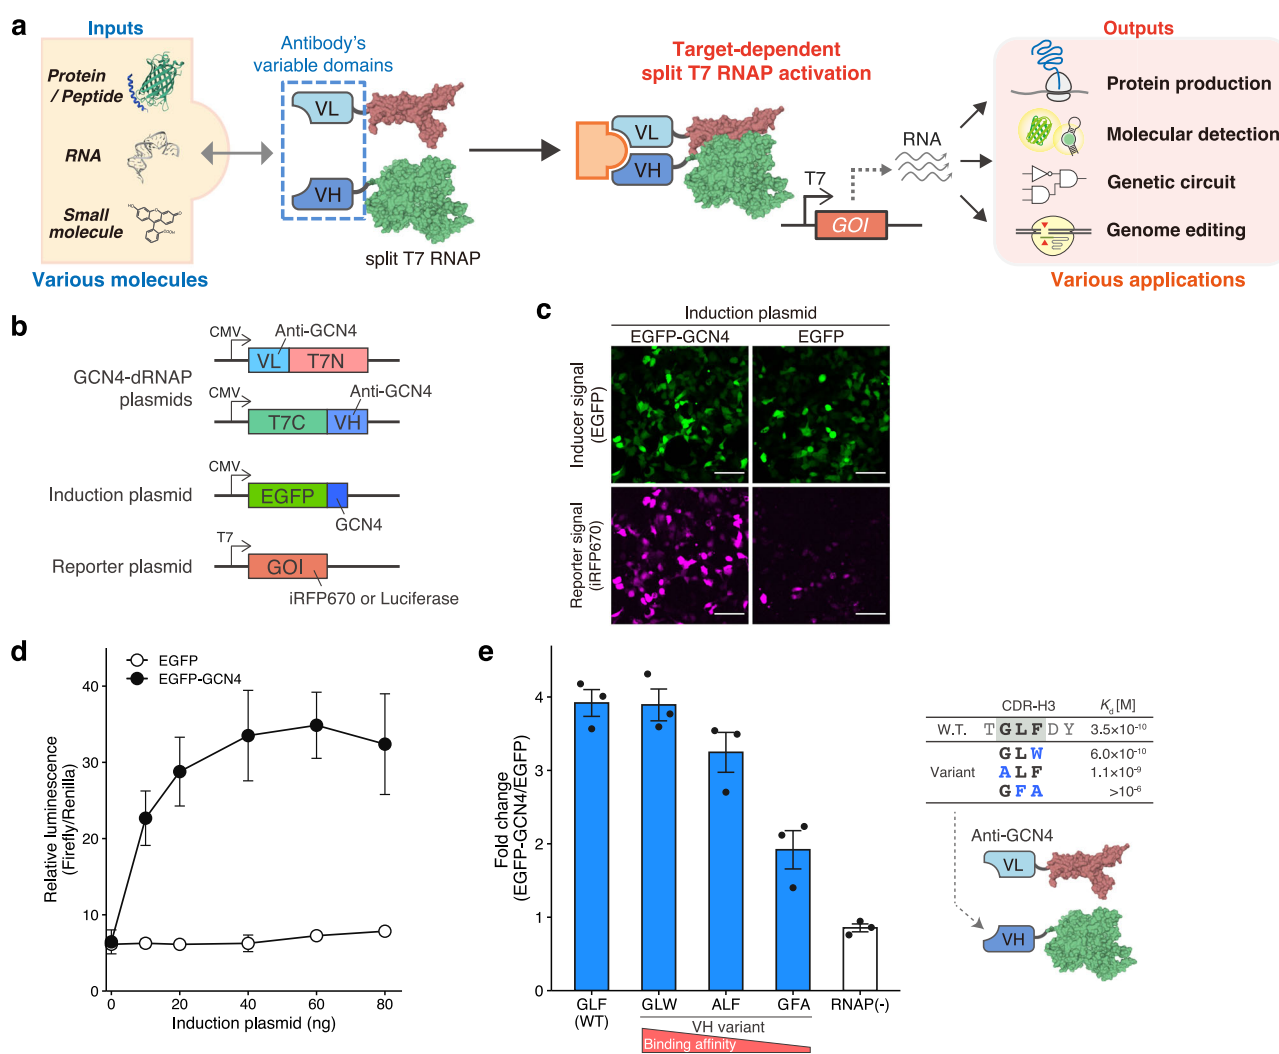 a
Inputs
Protein
/ Peptide
RNA
Small
molecule
COOH
Various molecules
Antibody's
variable domains
VL
VH
split T7 RNAP
Target-dependent
split T7 RNAP activation
VL
VH
T7
GOI
RNA
Outputs
Protein production
Molecular detection
Genetic circuit
Genome editing
Various applications
b
GCN4-dRNAP
plasmids
CMV
Anti-GCN4
VL
T7N
CMV
Anti-GCN4
T7C
VH
Induction plasmid
CMV
EGFP
GCN4
Reporter plasmid
T7
GOI
iRFP670 or Luciferase
c
Induction plasmid
EGFP-GCN4
EGFP
Inducer signal
(EGFP)
Reporter signal
(iRFP670)
d
EGFP
EGFP-GCN4
Relative luminescence
(Firefly/Renilla)
40
30
20
10
0
0
20
40
60
80
Induction plasmid (ng)
e
Fold change
(EGFP-GCN4/EGFP)
4
3
2
1
0
GLF
(WT)
GLW
ALF
GFA
RNAP(-)
VH variant
Binding affinity
CDR-H3
Kd [M]
W.T.
T G L F D Y
3.5×10-10
Variant
G L W
6.0×10-10
A L F
1.1×10-9
G F A
>10-6
Anti-GCN4
VL
VH